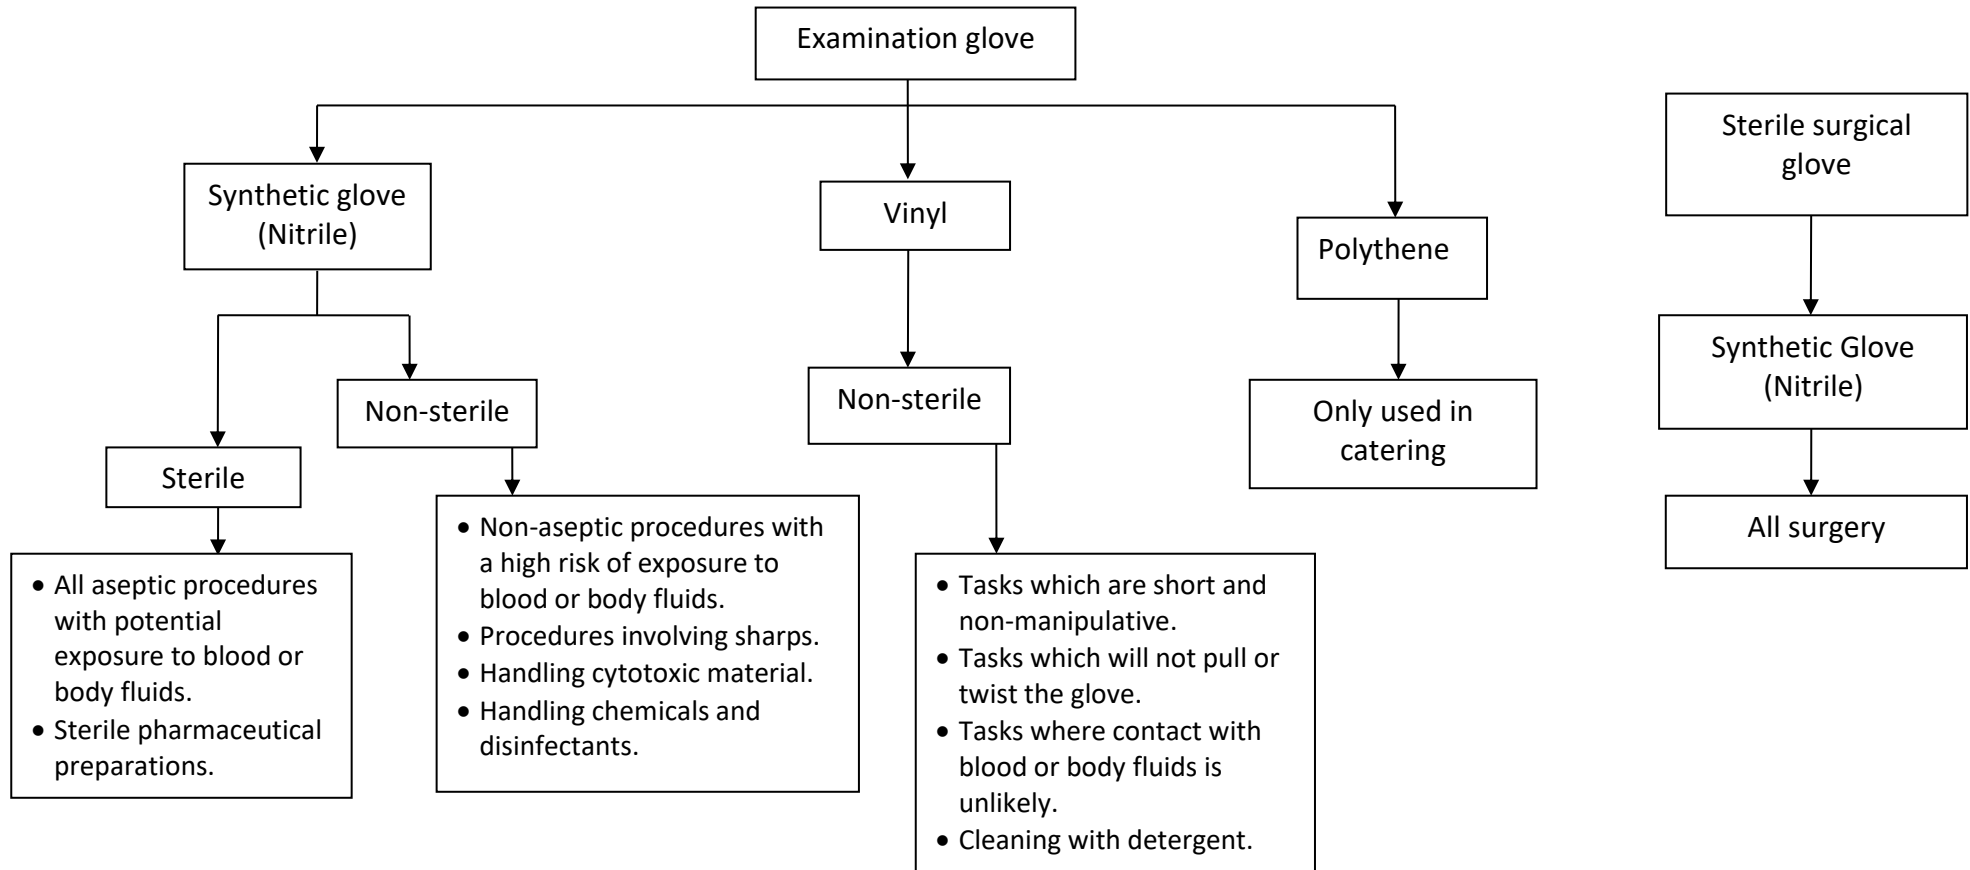 Examination glove
Synthetic glove
(Nitrile)
Sterile
• All aseptic procedures
with potential
exposure to blood or
body fluids.
• Sterile pharmaceutical
preparations.
Non-sterile
• Non-aseptic procedures with
a high risk of exposure to
blood or body fluids.
• Procedures involving sharps.
• Handling cytotoxic material.
• Handling chemicals and
disinfectants.
Vinyl
Non-sterile
• Tasks which are short and
non-manipulative.
• Tasks which will not pull or
twist the glove.
• Tasks where contact with
blood or body fluids is
unlikely.
• Cleaning with detergent.
Polythene
Only used in
catering
Sterile surgical
glove
Synthetic Glove
(Nitrile)
All surgery